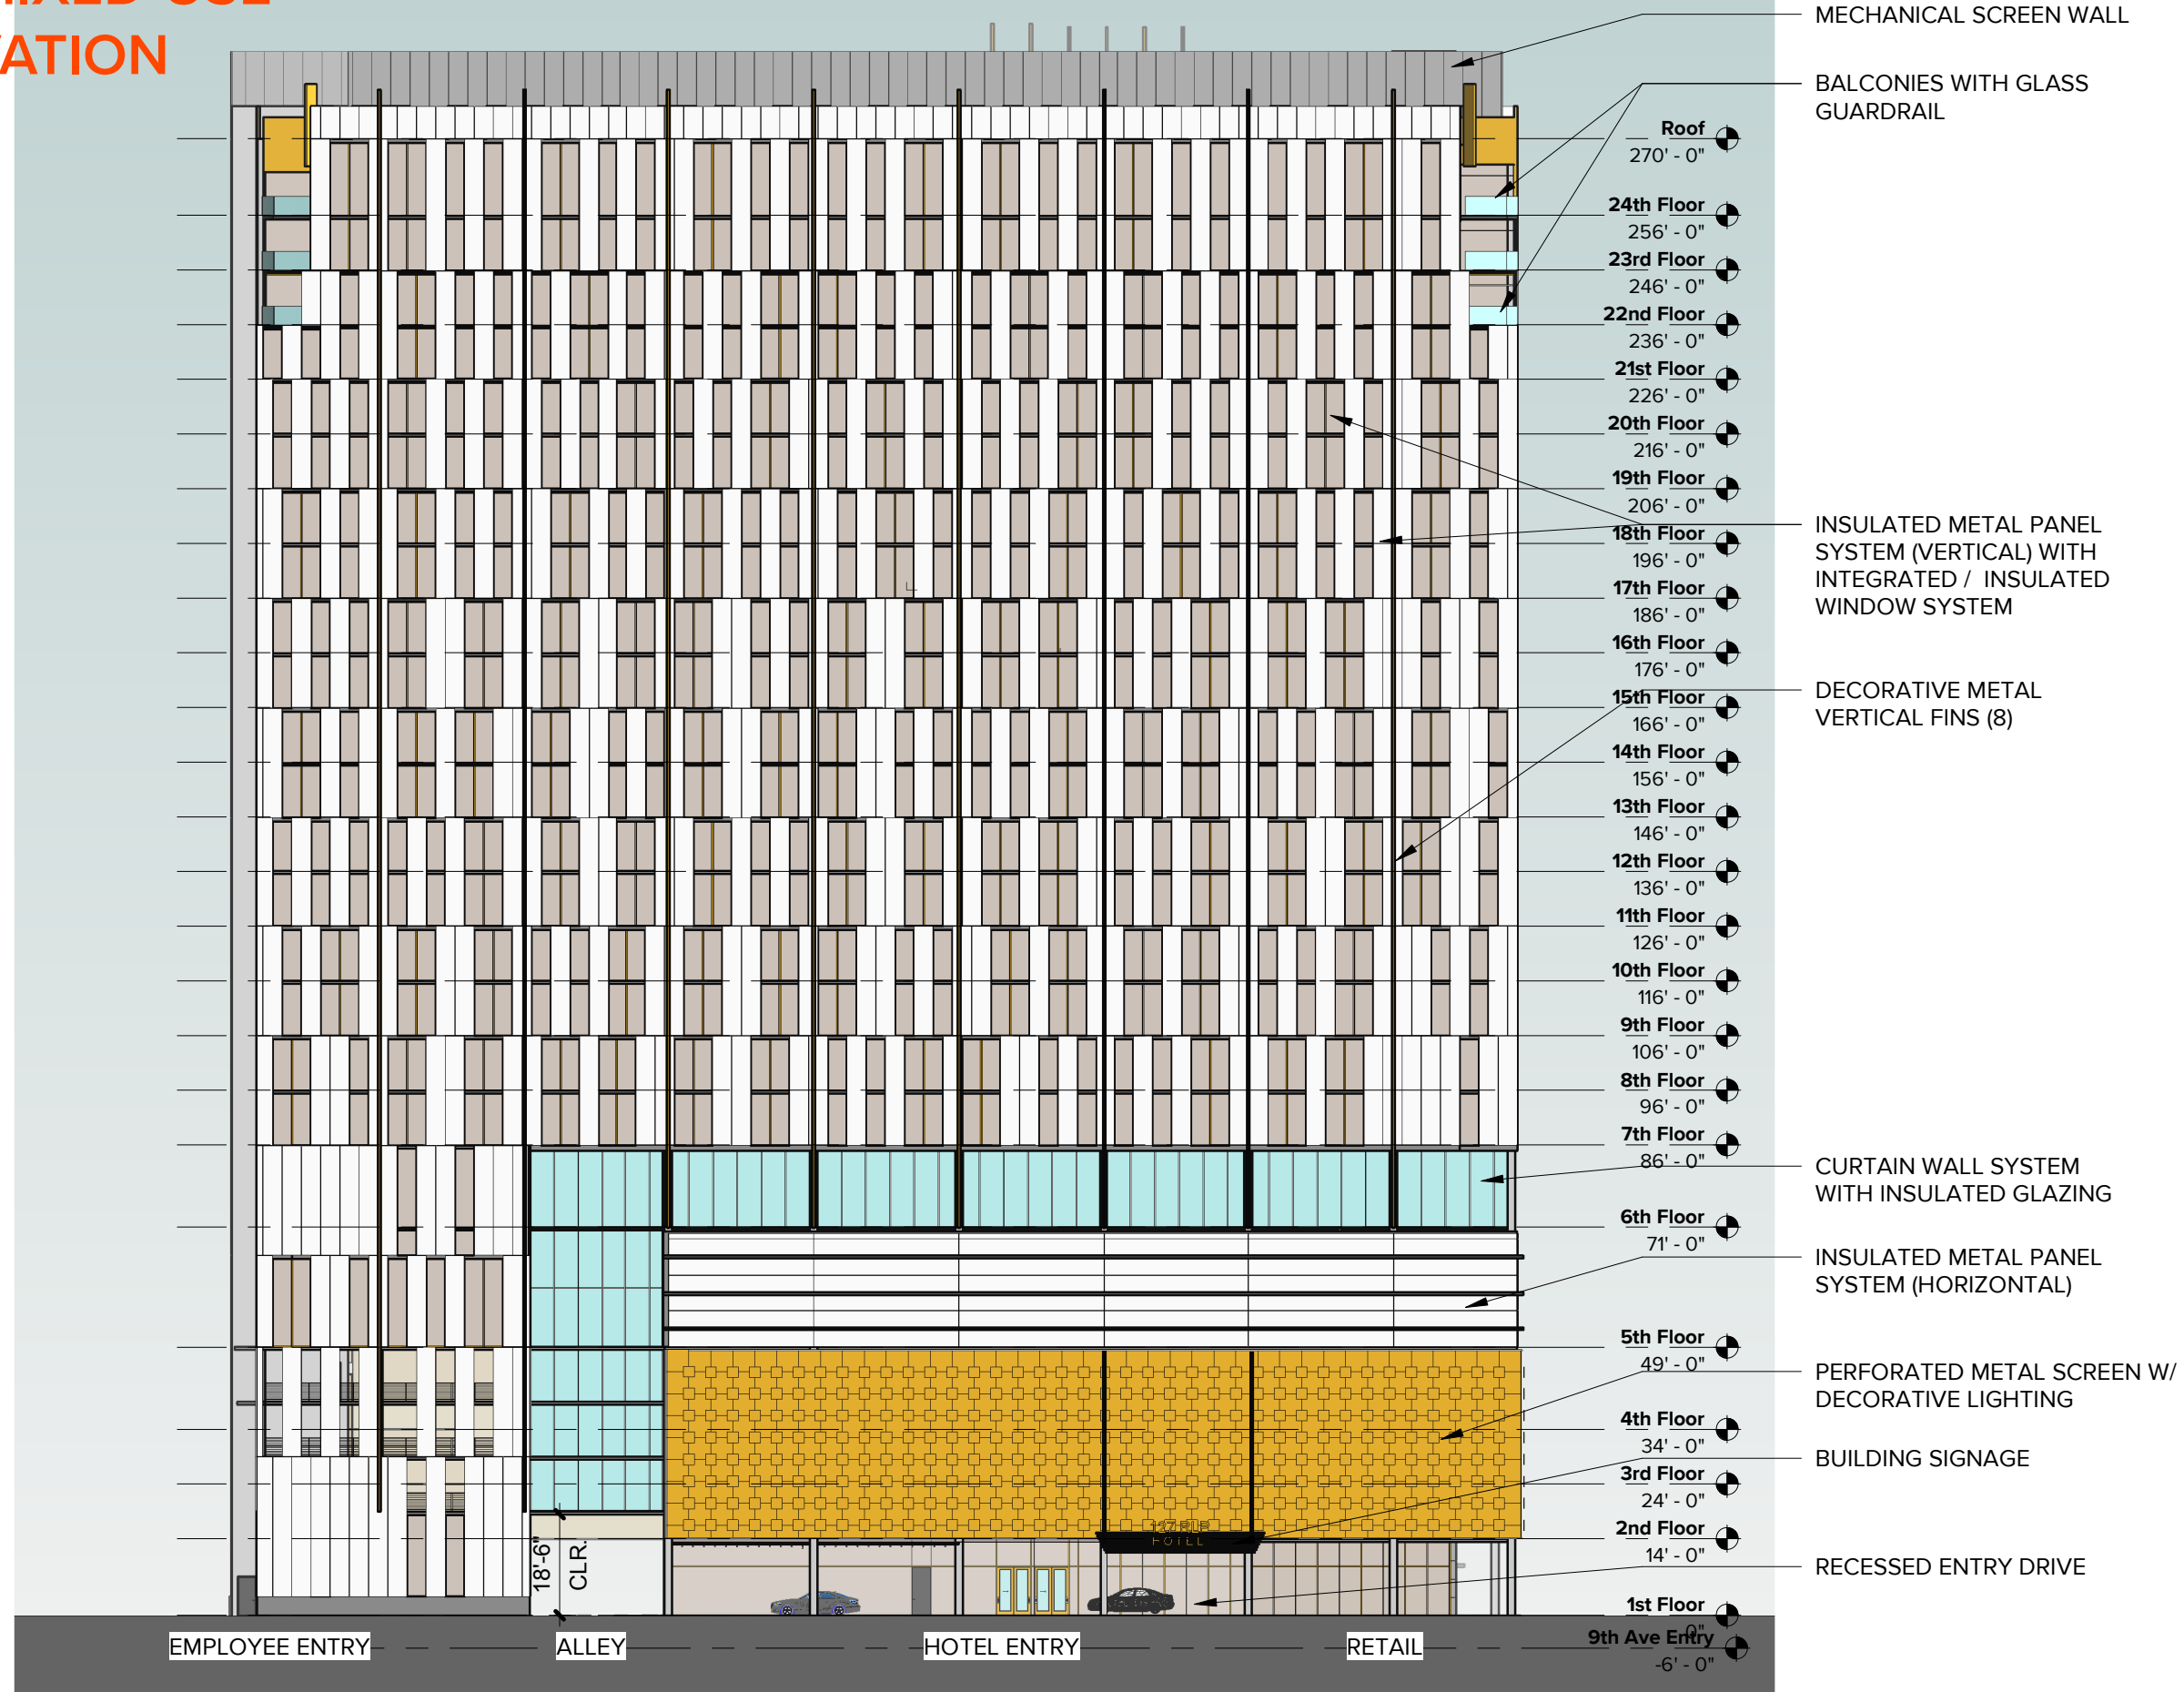 MIXED-USE
VATION
MECHANICAL SCREEN WALL
BALCONIES WITH GLASS
GUARDRAIL
Roof
270' - 0"
24th Floor
256' - 0"
23rd Floor
246' - 0"
22nd Floor
236' - 0"
21st Floor
226' - 0"
20th Floor
216' - 0"
19th Floor
206' - 0"
INSULATED METAL PANEL
SYSTEM (VERTICAL) WITH
INTEGRATED / INSULATED
WINDOW SYSTEM
18th Floor
196' - 0"
17th Floor
186' - 0"
16th Floor
176' - 0"
DECORATIVE METAL
VERTICAL FINS (8)
15th Floor
166' - 0"
14th Floor
156' - 0"
13th Floor
146' - 0"
12th Floor
136' - 0"
11th Floor
126' - 0"
10th Floor
116' - 0"
9th Floor
106' - 0"
8th Floor
96' - 0"
7th Floor
86' - 0"
CURTAIN WALL SYSTEM
WITH INSULATED GLAZING
6th Floor
71' - 0"
INSULATED METAL PANEL
SYSTEM (HORIZONTAL)
5th Floor
49' - 0"
PERFORATED METAL SCREEN W/
DECORATIVE LIGHTING
4th Floor
34' - 0"
BUILDING SIGNAGE
3rd Floor
24' - 0"
2nd Floor
14' - 0"
HOTEL
18'-6"
CLR.
RECESSED ENTRY DRIVE
1st Floor
0"
9th Ave Entry
-6' - 0"
EMPLOYEE ENTRY
ALLEY
HOTEL ENTRY
RETAIL